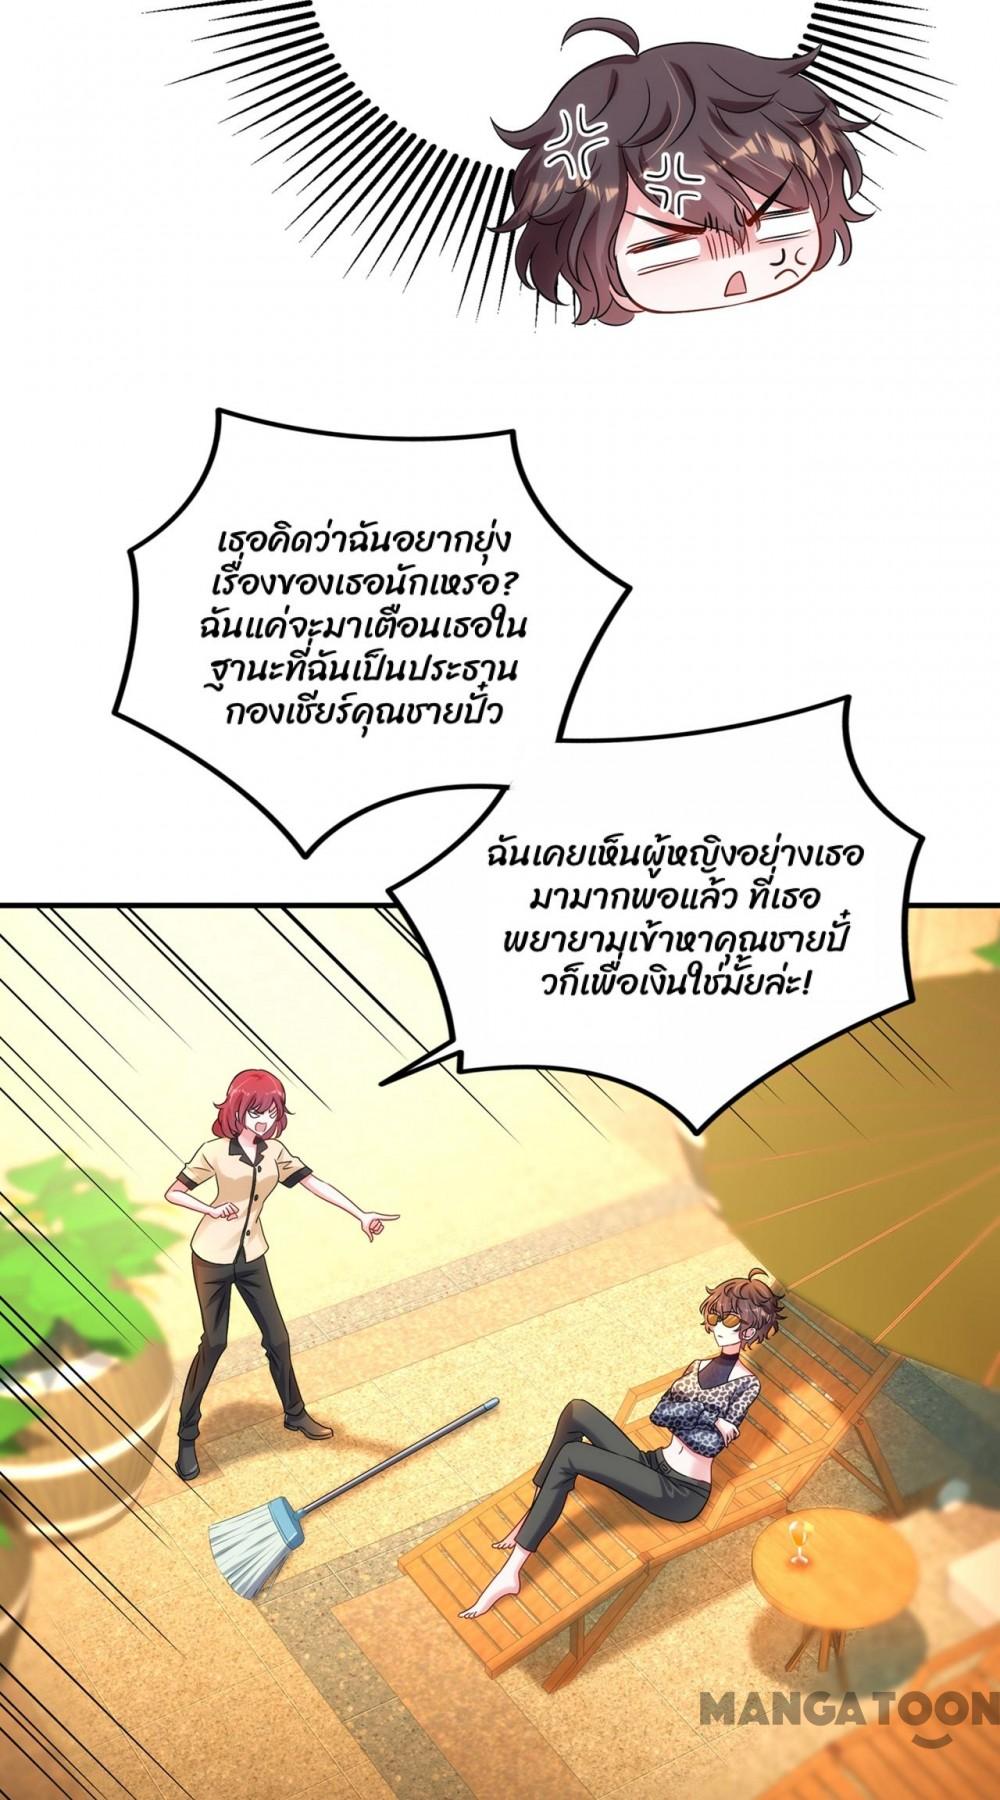 เธอคิดว่าฉันอยากยุ่ง
เรื่องของเธอนักเหรอ?
ฉันแค่จะมาเตือนเธอใน
ฐานะที่ฉันเป็นประธาน
กองเชียร์คุณชายปั๋ว
ฉันเคยเห็นผู้หญิงอย่างเธอ
มามากพอแล้ว ที่เธอ
พยายามเข้าหาคุณชายปั๋
วก็เพื่อเงินใช่มั้ยล่ะ!
MANGATOON